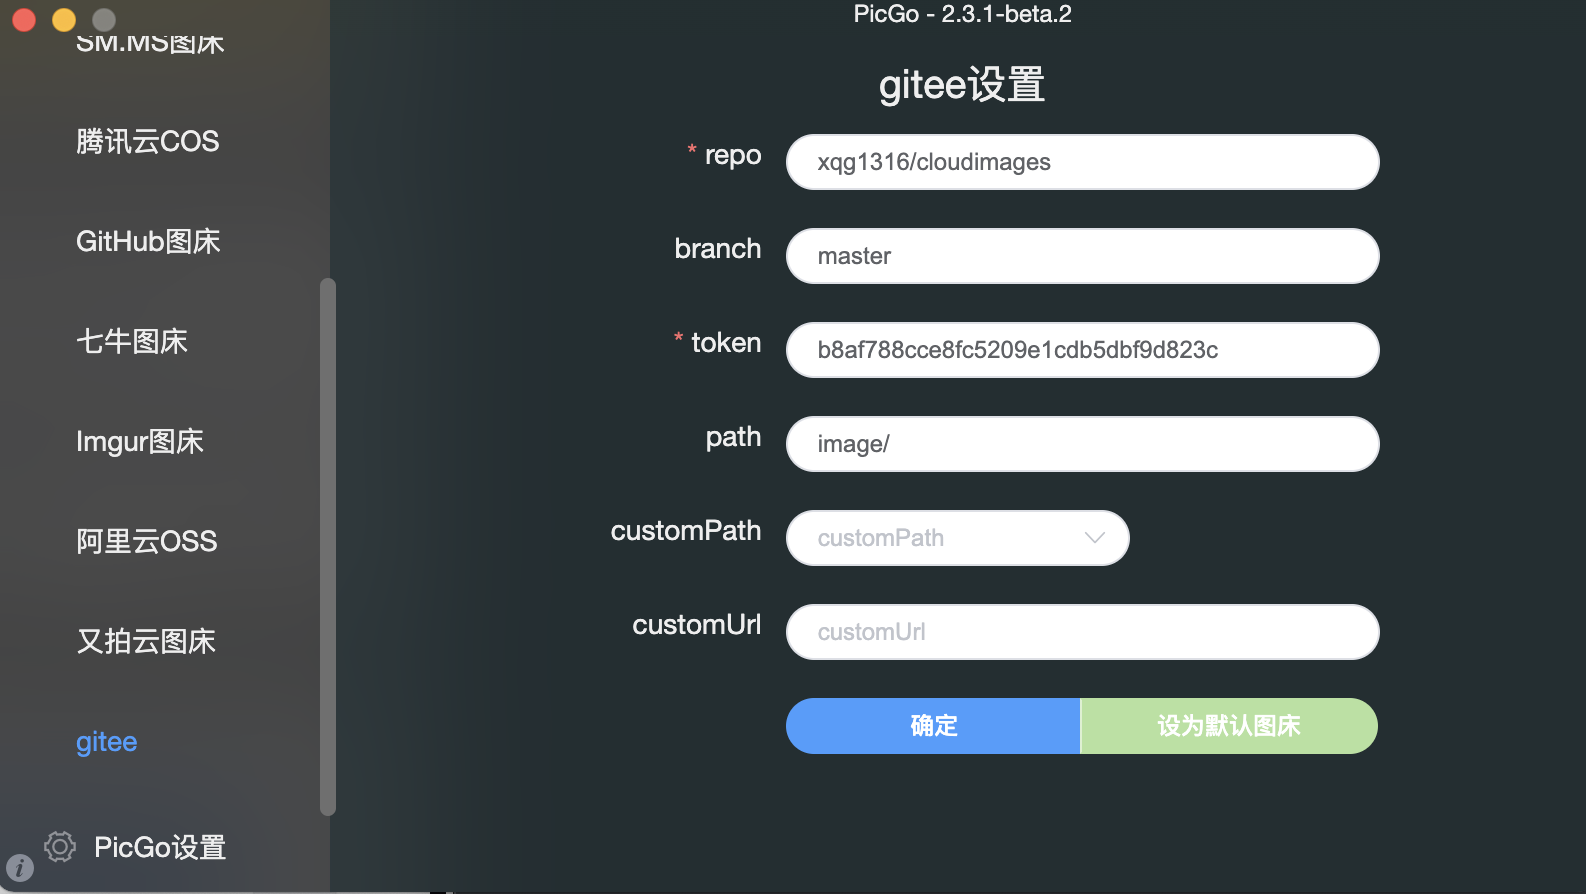 PicGo - 2.3.1-beta.2
SM.MS图床
腾讯云COS
GitHub图床
七牛图床
Imgur图床
阿里云OSS
又拍云图床
gitee
PicGo设置
gitee设置
* repo
xqg1316/cloudimages
branch
master
* token
b8af788cce8fc5209e1cdb5dbf9d823c
path
image/
customPath
customPath
customUrl
customUrl
确定
设为默认图床